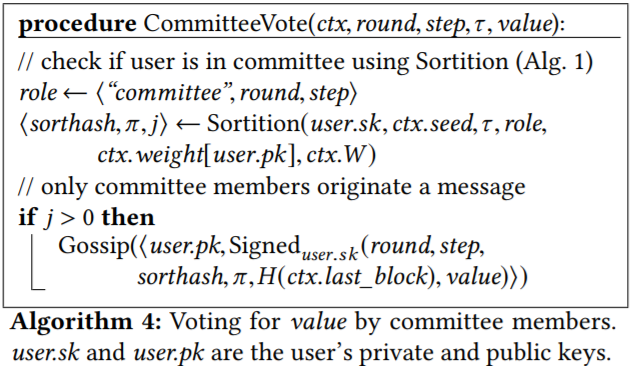 procedure CommitteeVote(ctx, round, step, τ, value):
// check if user is in committee using Sortition (Alg. 1)
role ← ⟨“committee”, round, step⟩
⟨sorthash, π, j⟩ ← Sortition(user.sk, ctx.seed, τ, role,
ctx.weight[user.pk], ctx.W)
// only committee members originate a message
if j > 0 then
Gossip(⟨user.pk, Signed_user.sk(round, step,
sorthash, π, H(ctx.last_block), value)⟩)
Algorithm 4: Voting for value by committee members.
user.sk and user.pk are the user’s private and public keys.